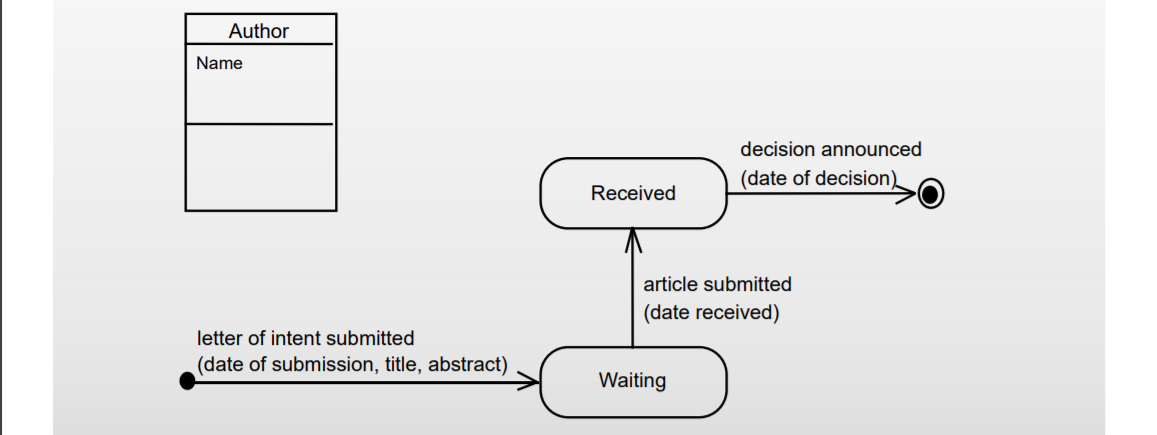 Author
Name
decision announced
(date of decision)
Received
article submitted
(date received)
letter of intent submitted
(date of submission, title, abstract)
Waiting